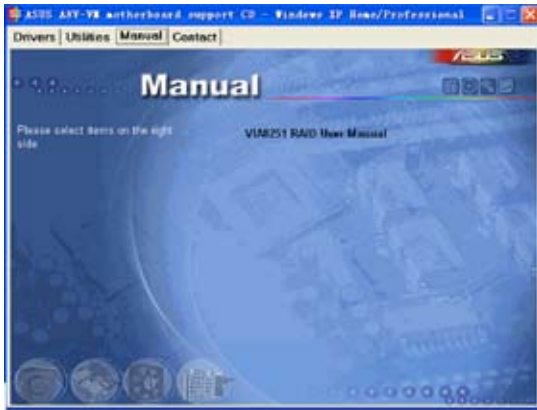 ASUS A8V-VM motherboard support CD - Windows XP Home/Professional
Drivers Utilities Manual Contact
ASUS
Manual
Please select items on the right
side
VIA8251 RAID User Manual